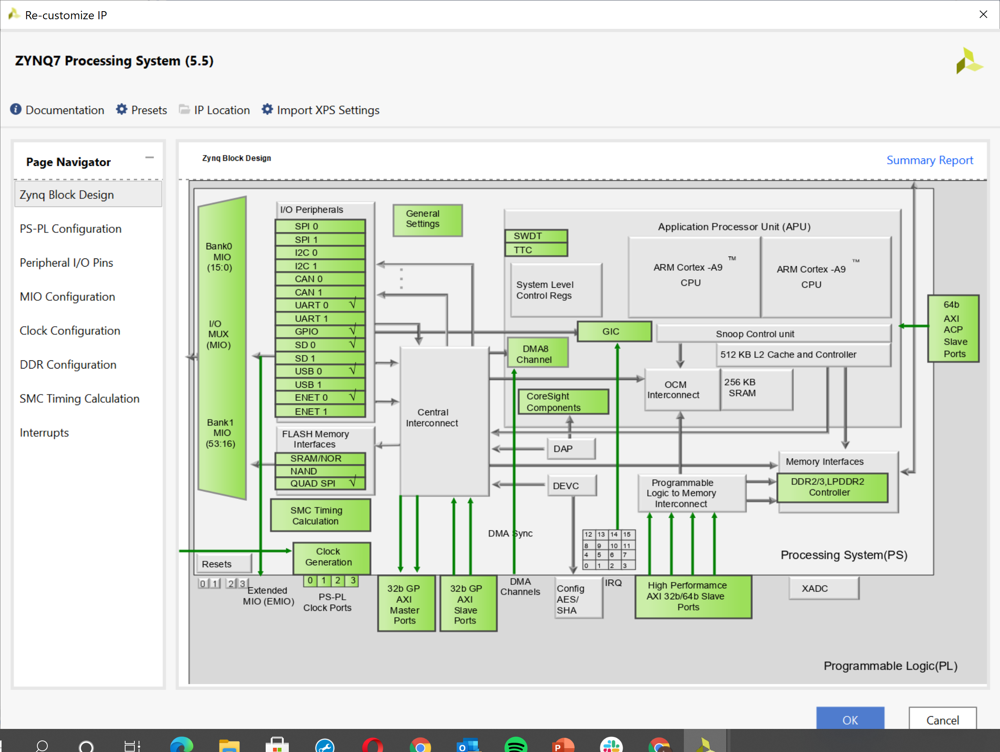 Re-customize IP
ZYNQ7 Processing System (5.5)
Documentation Presets IP Location Import XPS Settings
Page Navigator
Zynq Block Design
PS-PL Configuration
Peripheral I/O Pins
MIO Configuration
Clock Configuration
DDR Configuration
SMC Timing Calculation
Interrupts
Zynq Block Design
Summary Report
Bank0
MIO
(15:0)
I/O
MUX
(MIO)
Bank1
MIO
(53:16)
I/O Peripherals
SPI 0
SPI 1
I2C 0
I2C 1
CAN 0
CAN 1
UART 0 √
UART 1
GPIO √
SD 0 √
SD 1
USB 0 √
USB 1
ENET 0 √
ENET 1
FLASH Memory
Interfaces
SRAM/NOR
NAND
QUAD SPI √
SMC Timing
Calculation
Clock
Generation
Resets
0 1 2 3
Extended
MIO (EMIO)
0 1 2 3
PS-PL
Clock Ports
General
Settings
Central
Interconnect
32b GP
AXI
Master
Ports
32b GP
AXI
Slave
Ports
Application Processor Unit (APU)
SWDT
TTC
System Level
Control Regs
ARM Cortex -A9 ™
CPU
ARM Cortex -A9 ™
CPU
GIC
Snoop Control unit
512 KB L2 Cache and Controller
DMA8
Channel
OCM
Interconnect
256 KB
SRAM
CoreSight
Components
DAP
DEVC
DMA Sync
DMA
Channels
Config
AES/
SHA
12 13 14 15
8 9 10 11
4 5 6 7
0 1 2 3
IRQ
Programmable
Logic to Memory
Interconnect
High Performamce
AXI 32b/64b Slave
Ports
Memory Interfaces
DDR2/3,LPDDR2
Controller
64b
AXI
ACP
Slave
Ports
Processing System(PS)
XADC
Programmable Logic(PL)
OK Cancel